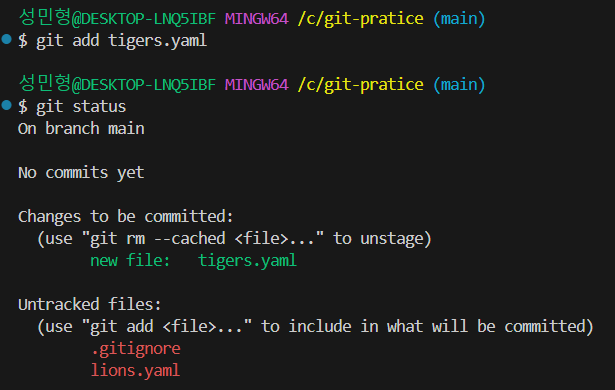 성민형@DESKTOP-LNQ5IBF MINGW64 /c/git-pratice (main)
$ git add tigers.yaml
성민형@DESKTOP-LNQ5IBF MINGW64 /c/git-pratice (main)
$ git status
On branch main
No commits yet
Changes to be committed:
  (use "git rm --cached <file>..." to unstage)
        new file:   tigers.yaml
Untracked files:
  (use "git add <file>..." to include in what will be committed)
        .gitignore
        lions.yaml